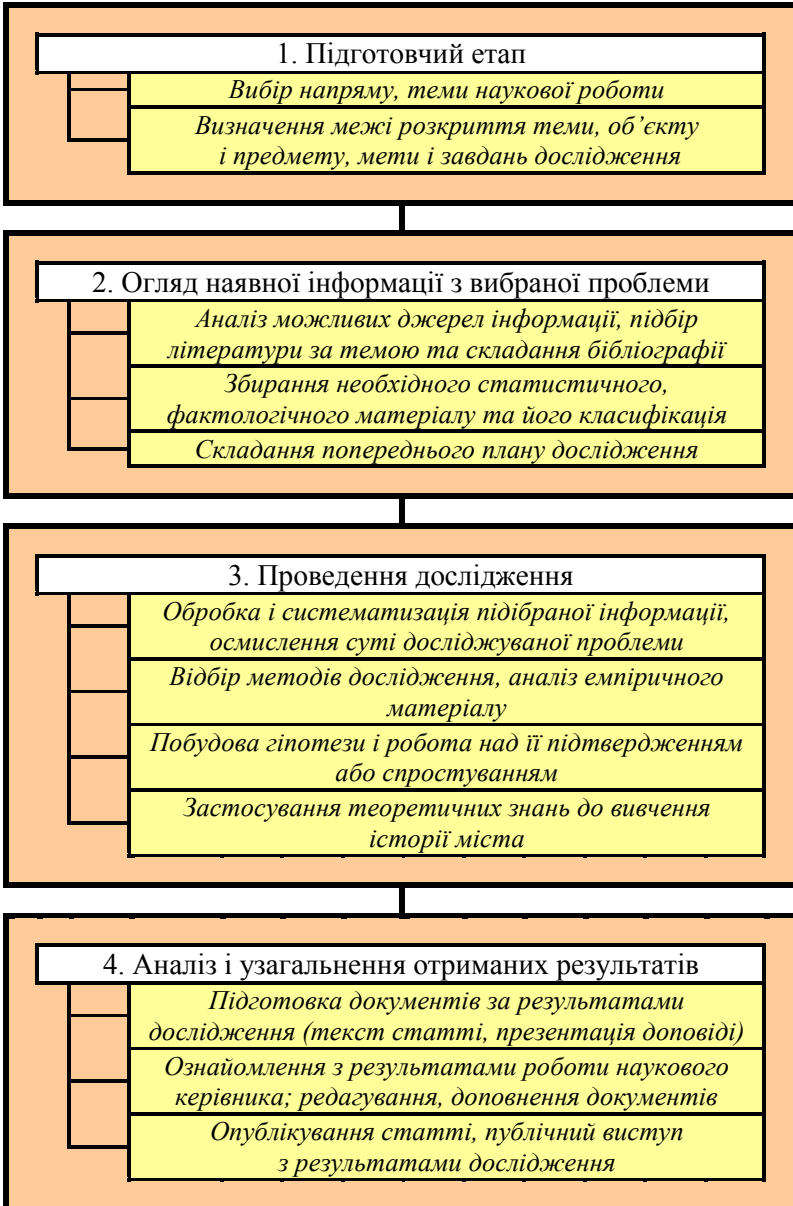 1. Підготовчий етап
Вибір напряму, теми наукової роботи
Визначення межі розкриття теми, об’єкту
і предмету, мети і завдань дослідження
2. Огляд наявної інформації з вибраної проблеми
Аналіз можливих джерел інформації, підбір
літератури за темою та складання бібліографії
Збирання необхідного статистичного,
фактологічного матеріалу та його класифікація
Складання попереднього плану дослідження
3. Проведення дослідження
Обробка і систематизація підібраної інформації,
осмислення суті досліджуваної проблеми
Відбір методів дослідження, аналіз емпіричного
матеріалу
Побудова гіпотези і робота над її підтвердженням
або спростуванням
Застосування теоретичних знань до вивчення
історії міста
4. Аналіз і узагальнення отриманих результатів
Підготовка документів за результатами
дослідження (текст статті, презентація доповіді)
Ознайомлення з результатами роботи наукового
керівника; редагування, доповнення документів
Опублікування статті, публічний виступ
з результатами дослідження